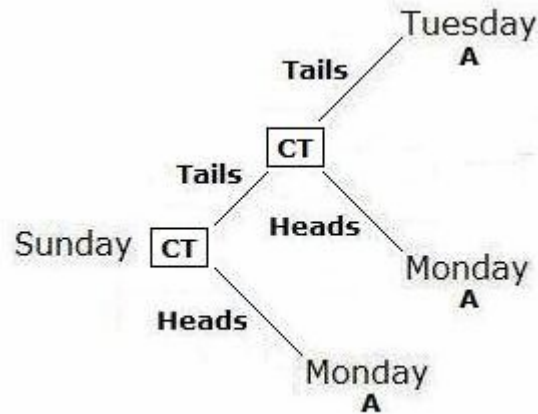 Tuesday
A
Tails
CT
Tails
Heads
Sunday CT
Monday
A
Heads
Monday
A